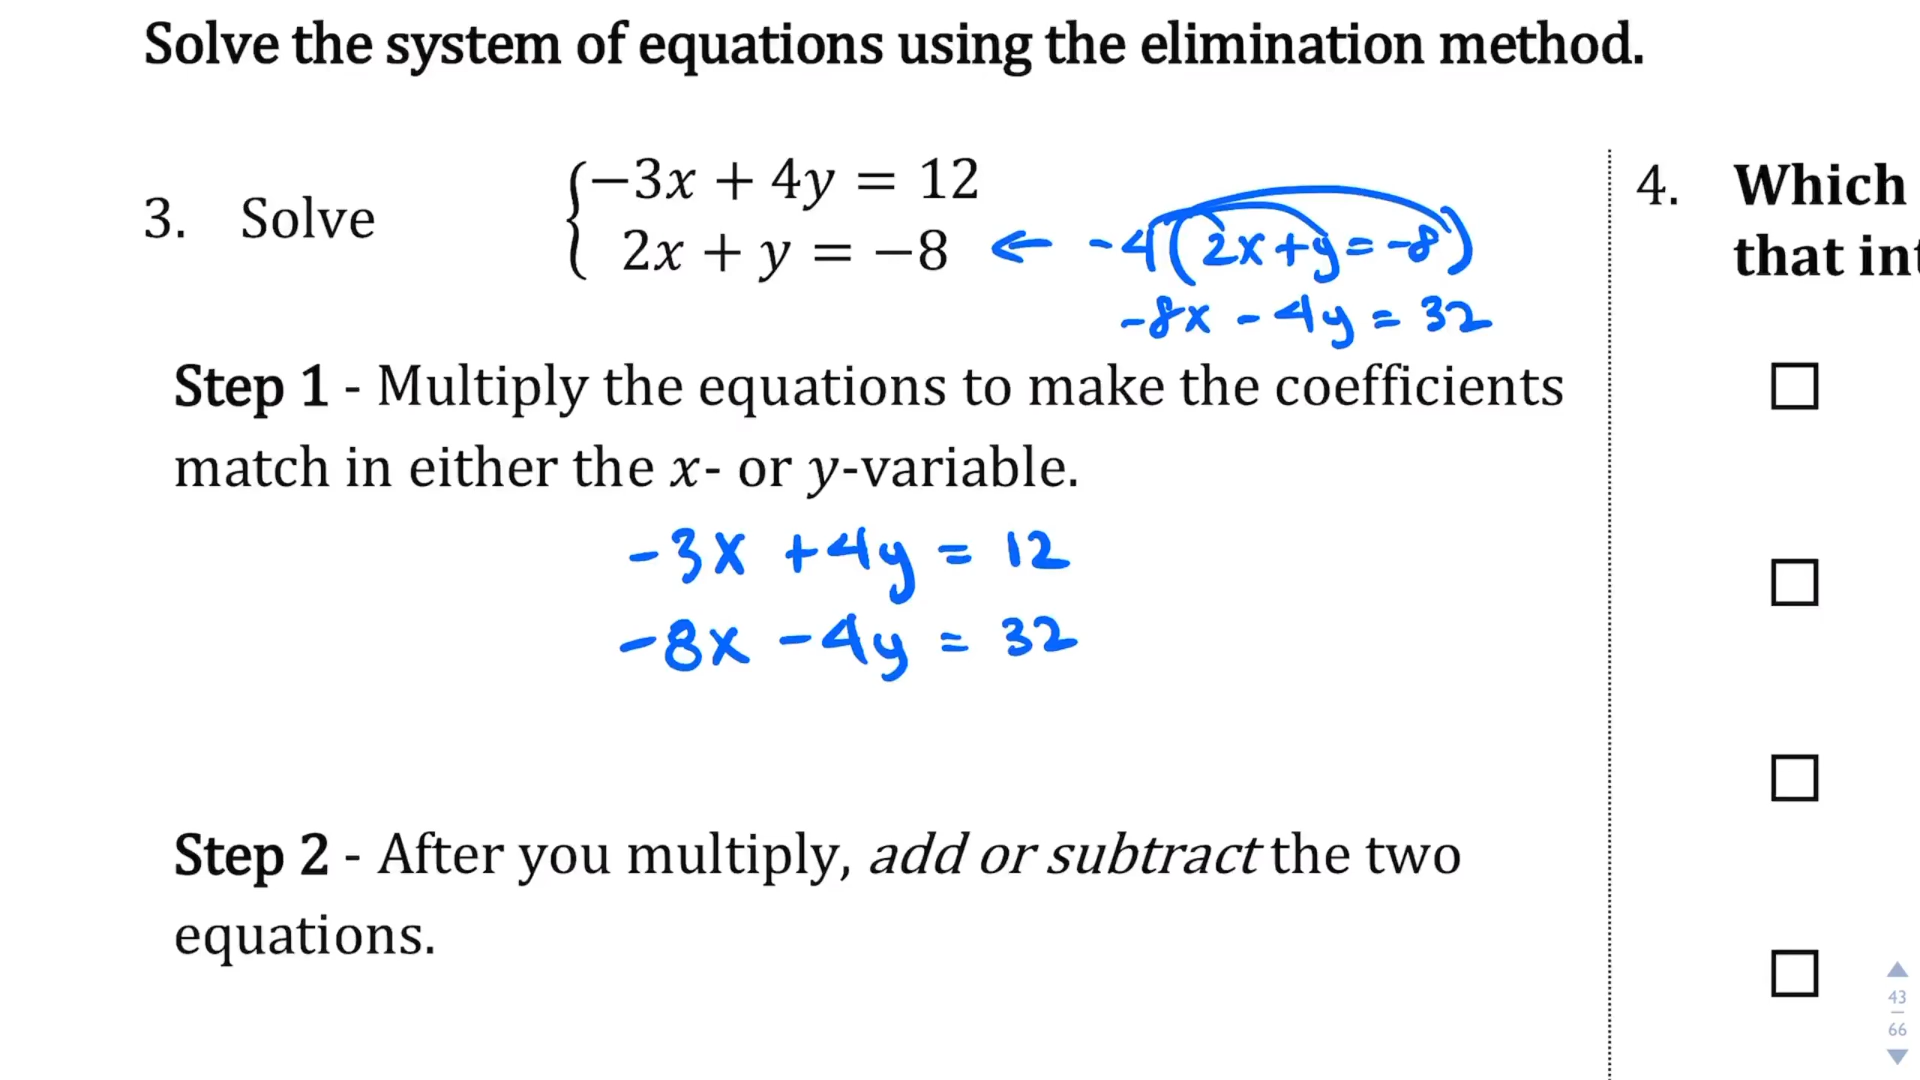 Solve the system of equations using the elimination method.
3. Solve
−3x + 4y = 12
2x + y = −8 ← -4(2x+y=-8)
-8x - 4y = 32
Step 1 - Multiply the equations to make the coefficients
match in either the x- or y-variable.
-3x +4y = 12
-8x -4y = 32
Step 2 - After you multiply, add or subtract the two
equations.
4. Which
that int
43
66